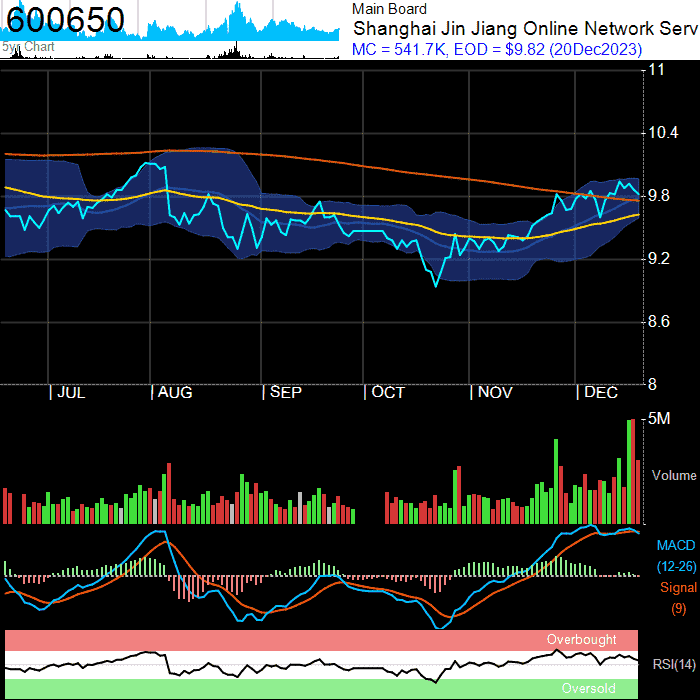 600650
5yr Chart
Main Board
Shanghai Jin Jiang Online Network Serv
MC = 541.7K, EOD = $9.82 (20Dec2023)
11
10.4
9.8
9.2
8.6
8
| JUL | AUG | SEP | OCT | NOV | DEC
5M
Volume
MACD
(12-26)
Signal
(9)
Overbought
RSI(14)
Oversold